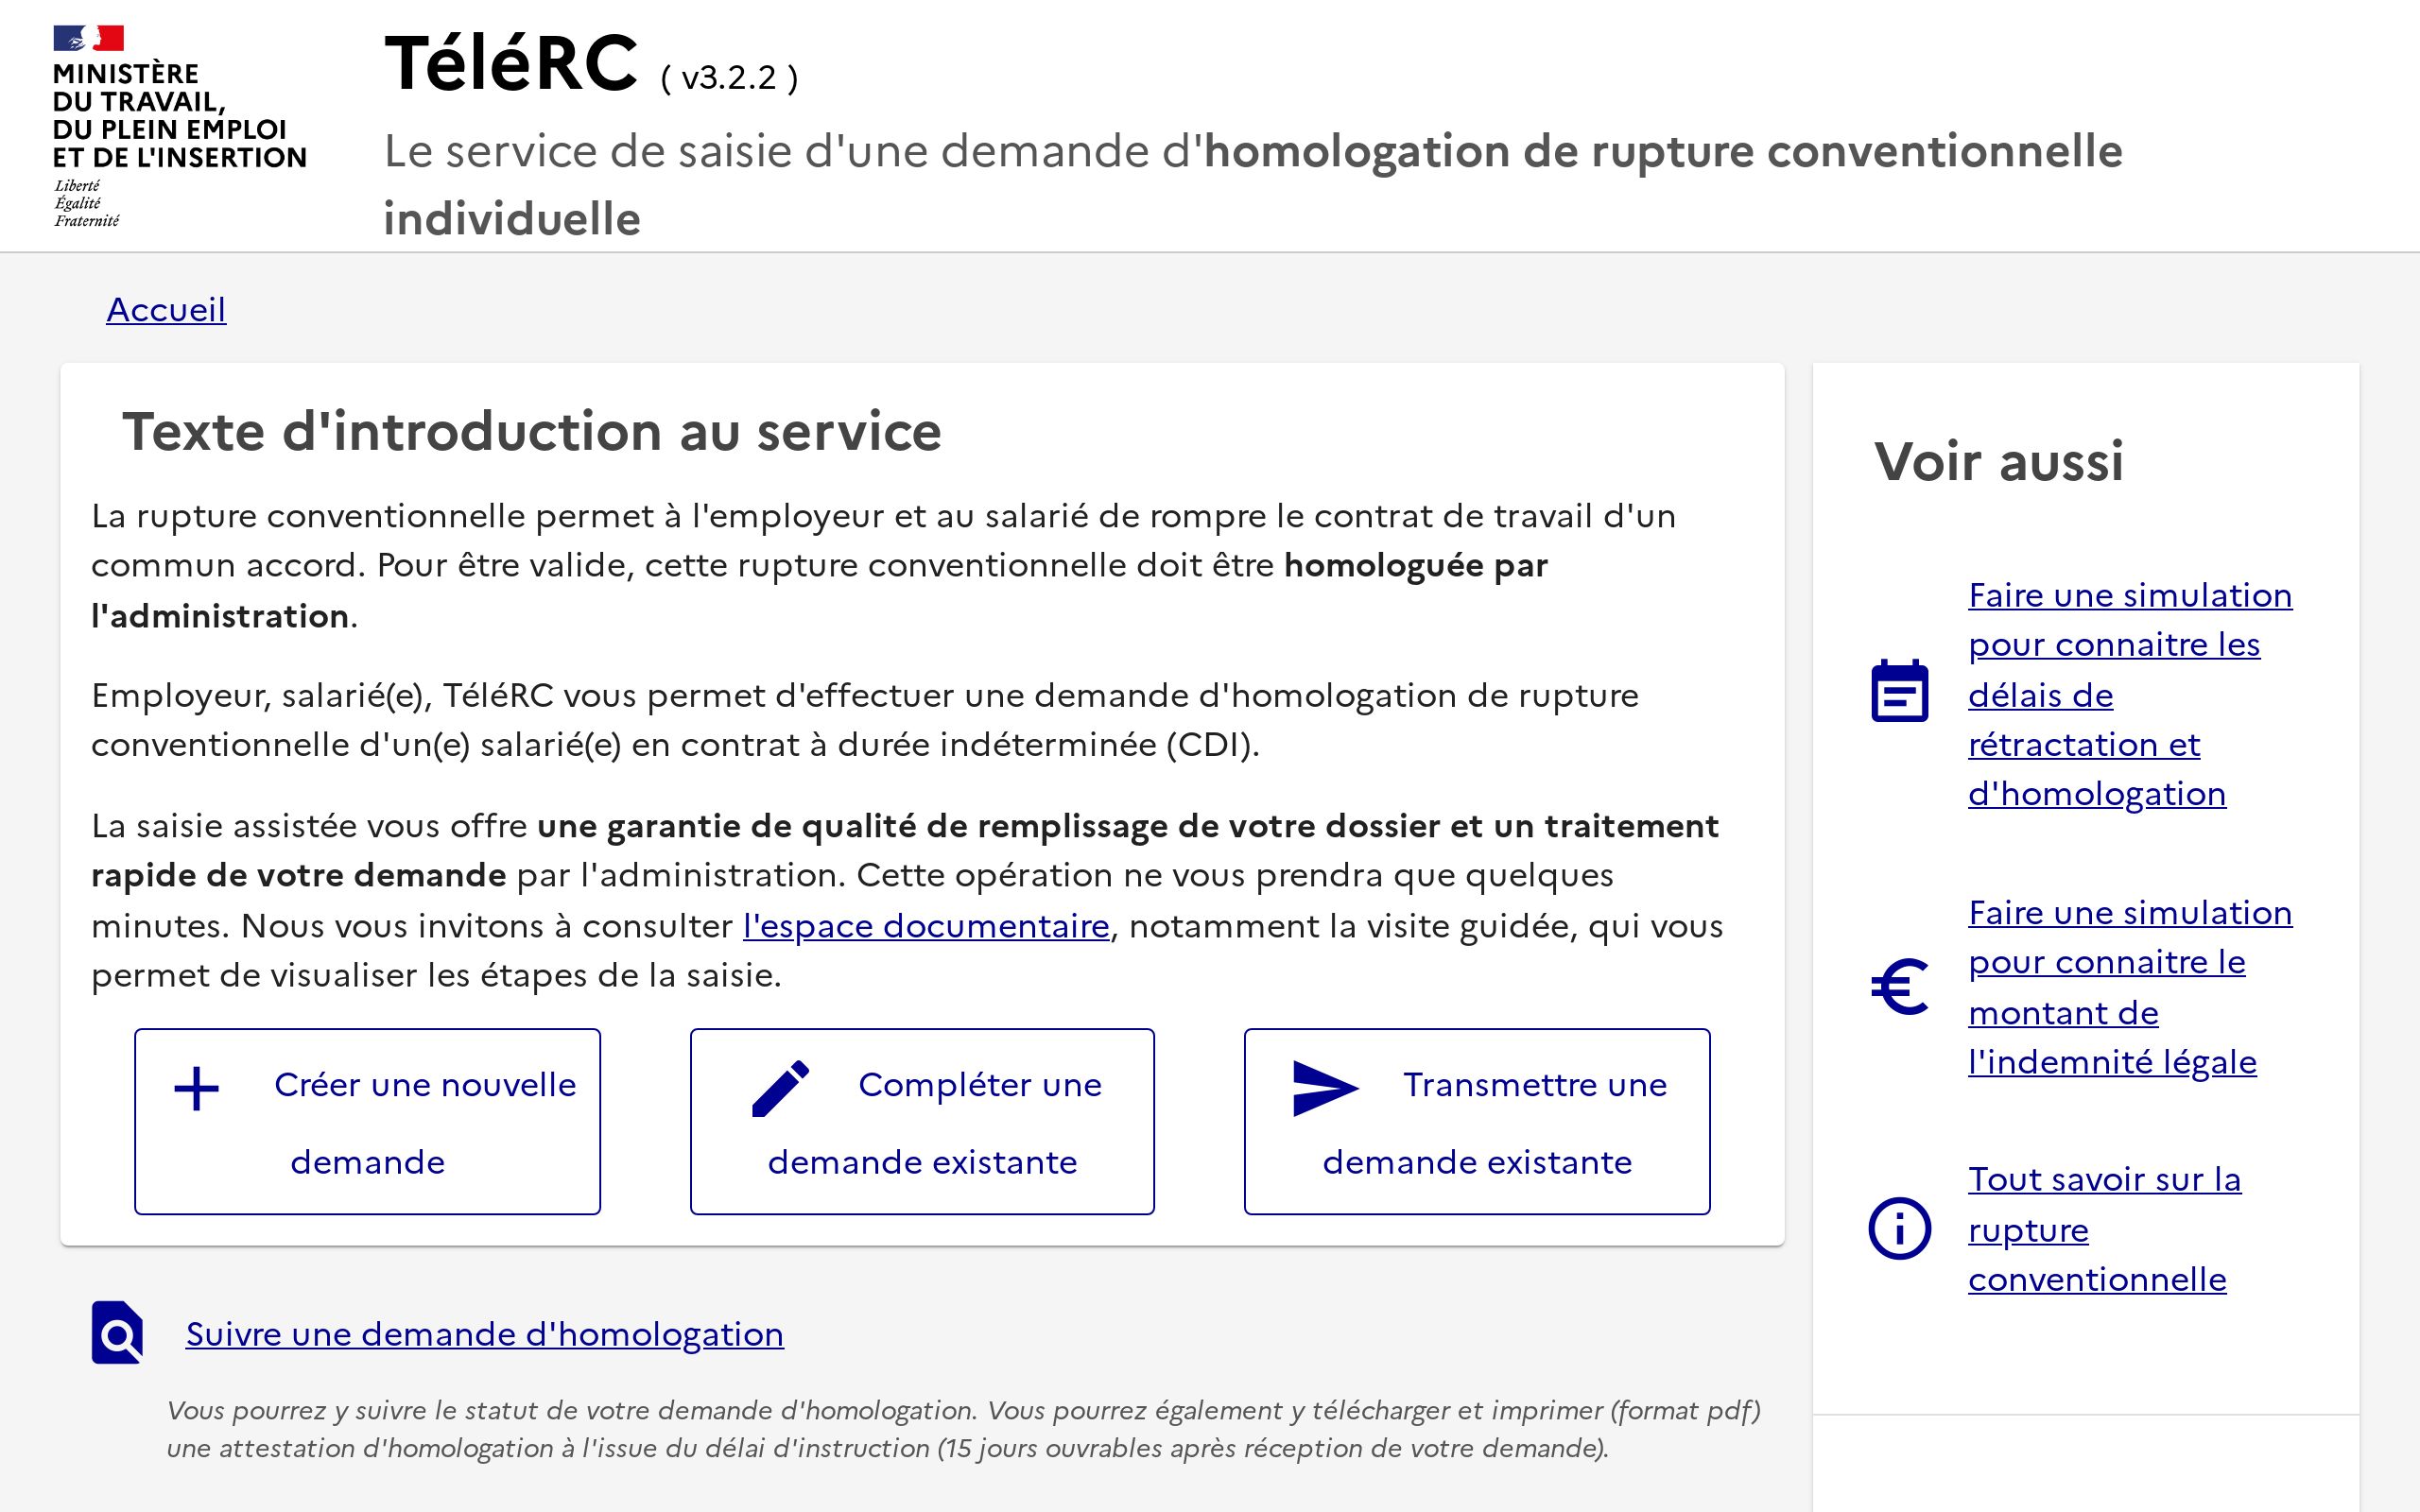 MINISTÈRE
DU TRAVAIL,
DU PLEIN EMPLOI
ET DE L'INSERTION
Liberté
Égalité
Fraternité
TéléRC ( v3.2.2 )
Le service de saisie d'une demande d'homologation de rupture conventionnelle
individuelle
Accueil
Texte d'introduction au service
La rupture conventionnelle permet à l'employeur et au salarié de rompre le contrat de travail d'un
commun accord. Pour être valide, cette rupture conventionnelle doit être homologuée par
l'administration.
Employeur, salarié(e), TéléRC vous permet d'effectuer une demande d'homologation de rupture
conventionnelle d'un(e) salarié(e) en contrat à durée indéterminée (CDI).
La saisie assistée vous offre une garantie de qualité de remplissage de votre dossier et un traitement
rapide de votre demande par l'administration. Cette opération ne vous prendra que quelques
minutes. Nous vous invitons à consulter l'espace documentaire, notamment la visite guidée, qui vous
permet de visualiser les étapes de la saisie.
Créer une nouvelle
demande
Compléter une
demande existante
Transmettre une
demande existante
Suivre une demande d'homologation
Vous pourrez y suivre le statut de votre demande d'homologation. Vous pourrez également y télécharger et imprimer (format pdf)
une attestation d'homologation à l'issue du délai d'instruction (15 jours ouvrables après réception de votre demande).
Voir aussi
Faire une simulation
pour connaitre les
délais de
rétractation et
d'homologation
Faire une simulation
pour connaitre le
montant de
l'indemnité légale
Tout savoir sur la
rupture
conventionnelle